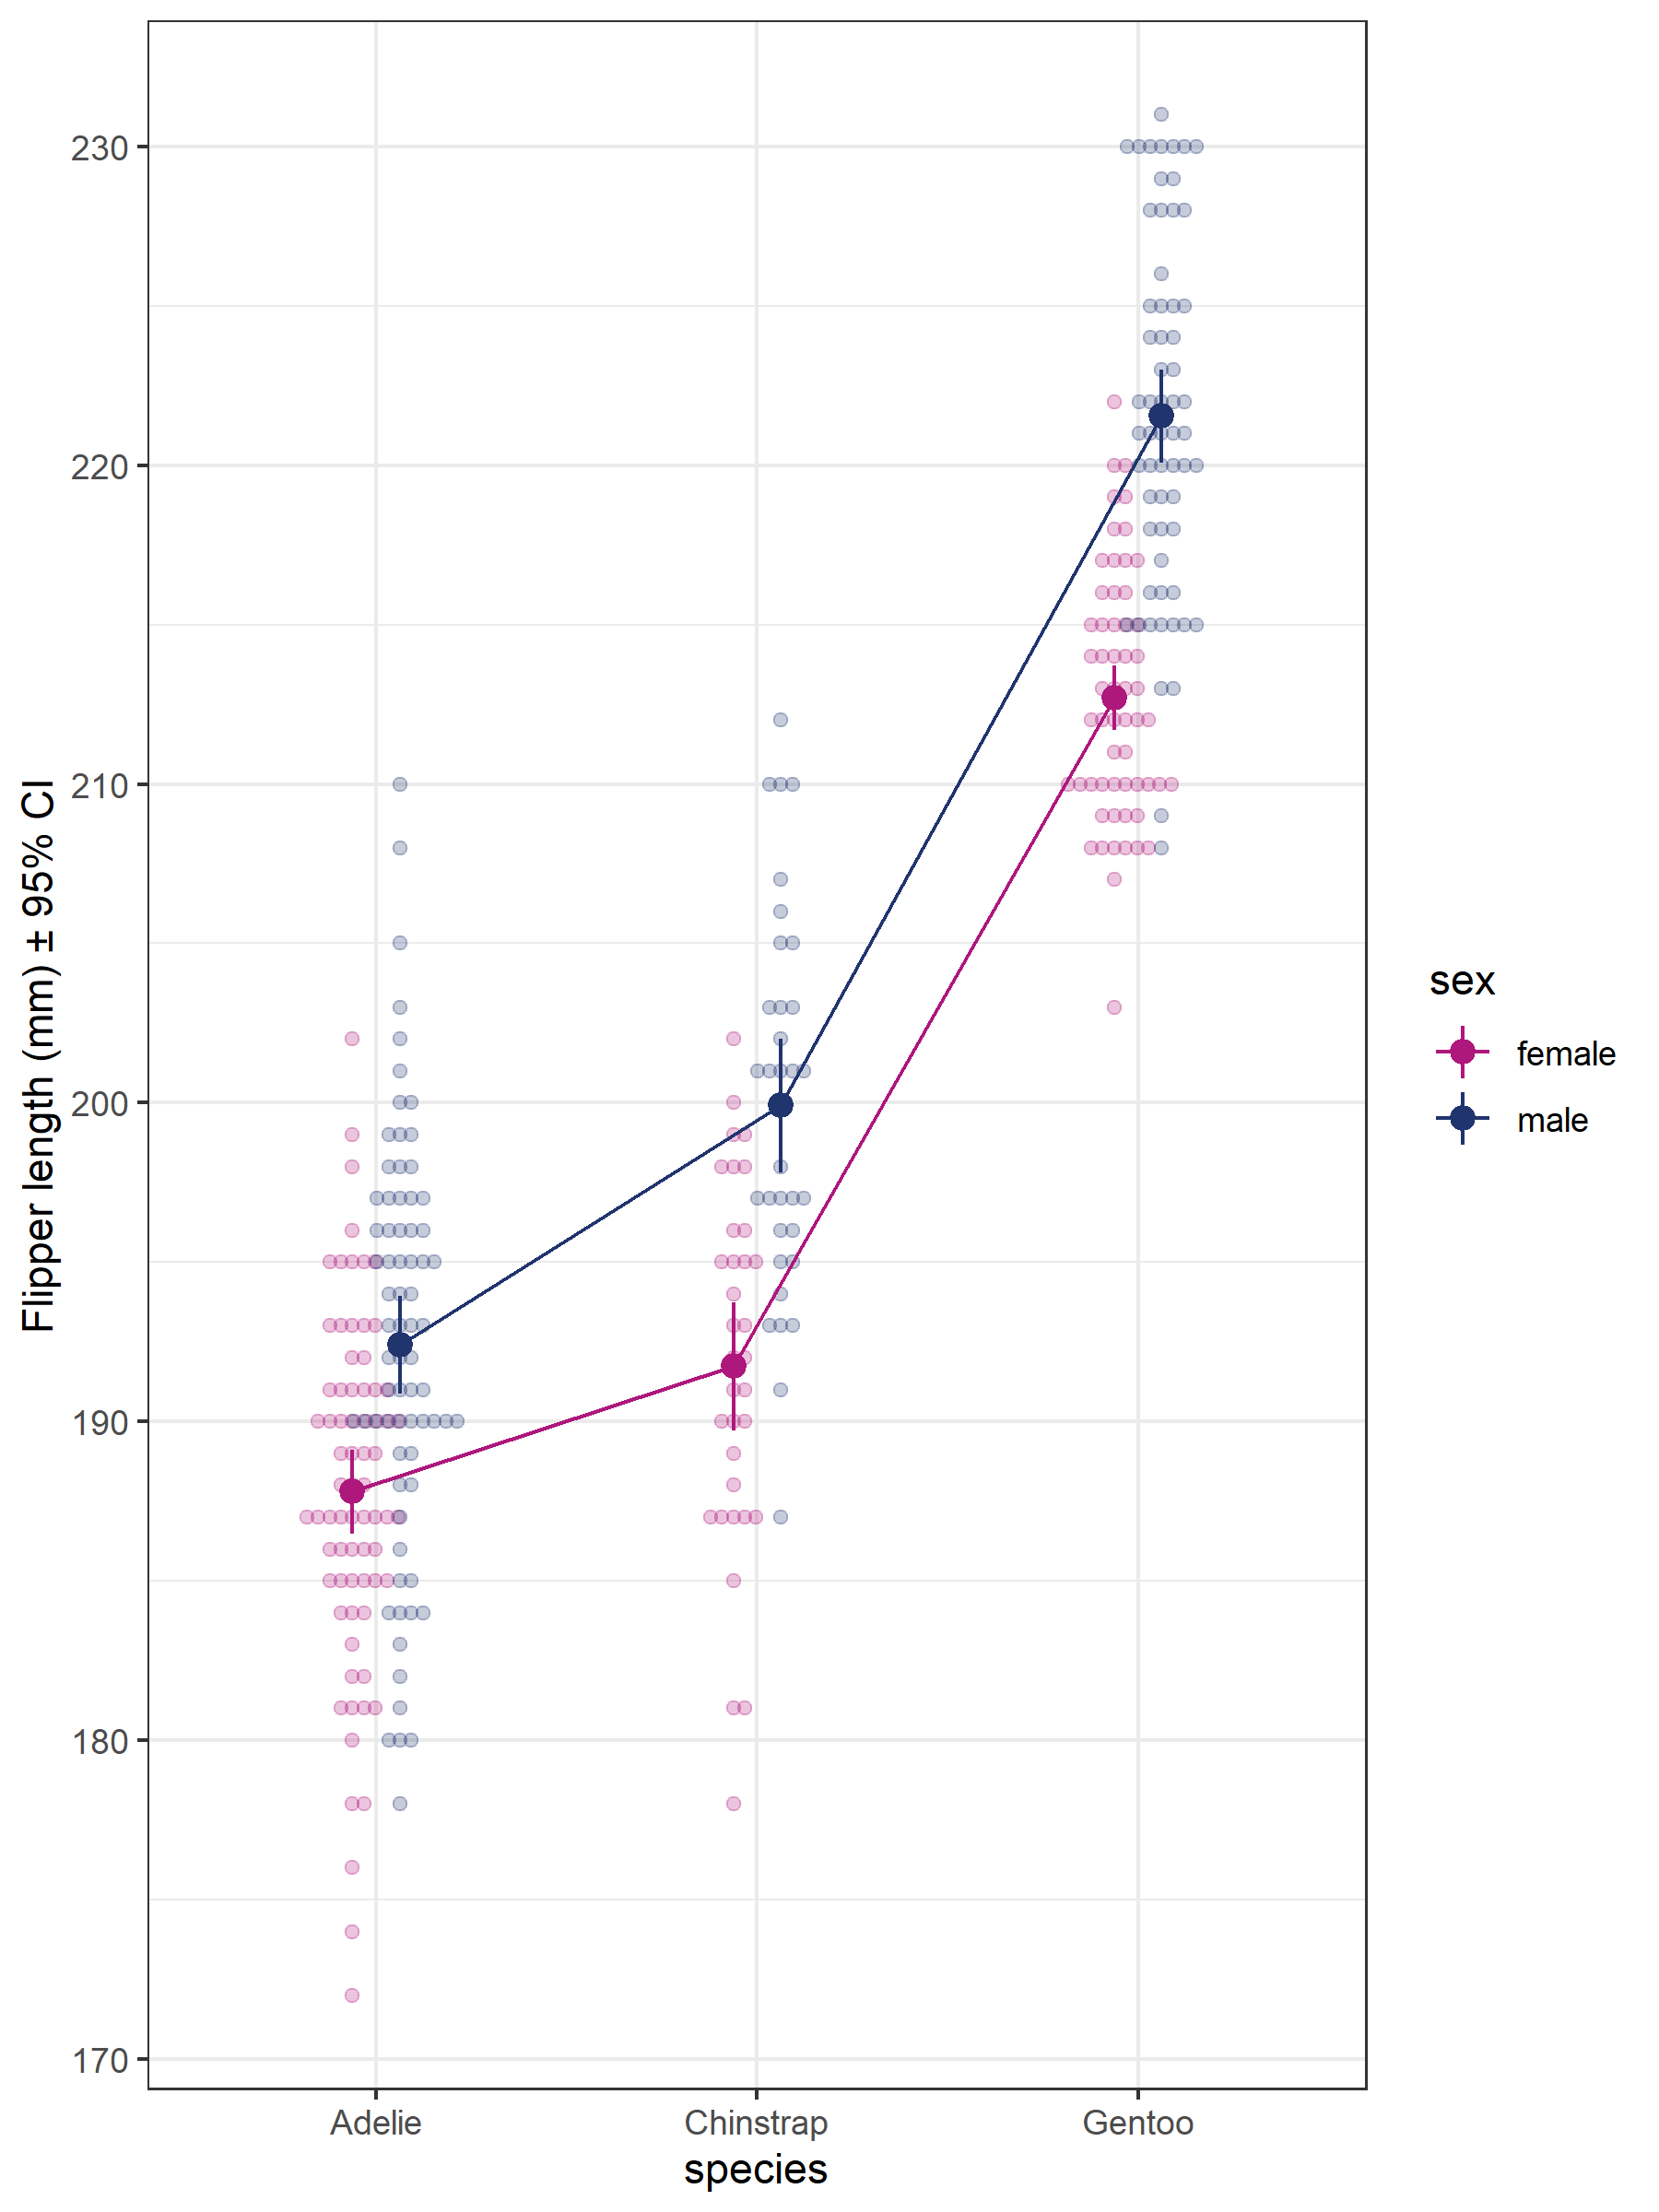 Flipper length (mm) ± 95% CI
230
220
210
200
190
180
170
Adelie Chinstrap Gentoo
species
sex
female
male